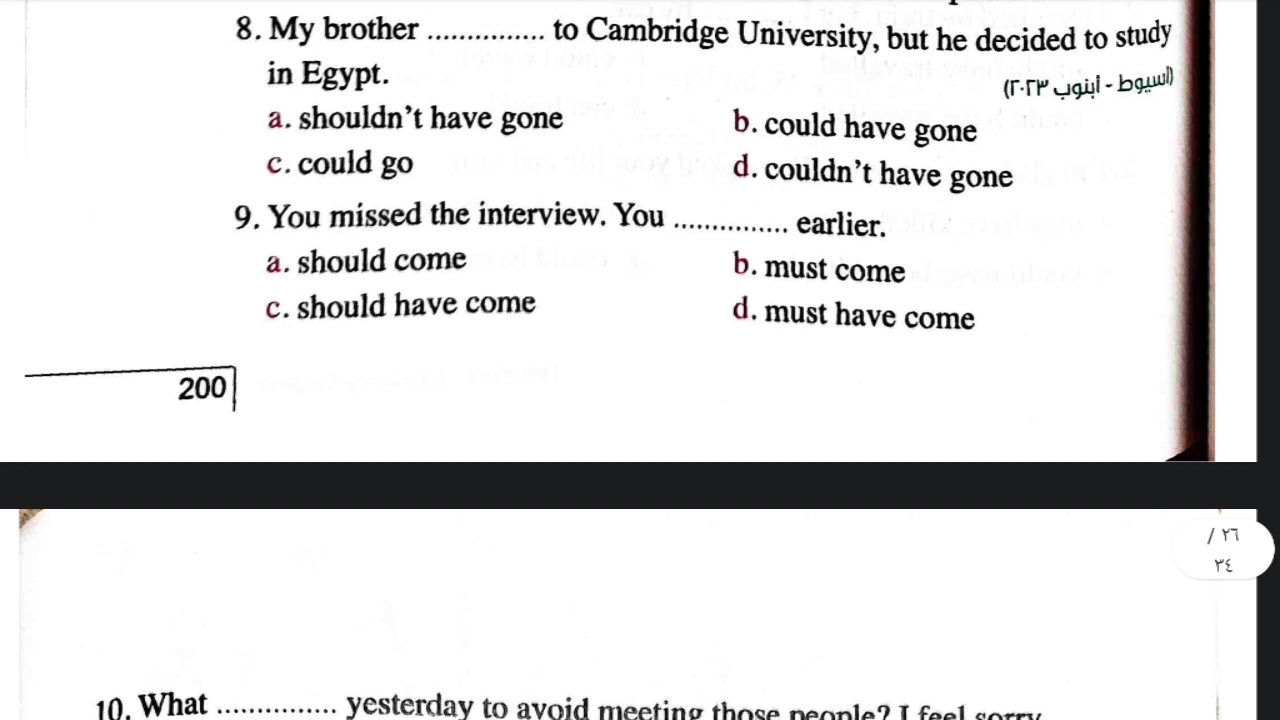 8. My brother ............... to Cambridge University, but he decided to study
in Egypt.
(أسيوط - أبنوب ٢٠٢٣)
a. shouldn't have gone b. could have gone
c. could go d. couldn't have gone
9. You missed the interview. You ............... earlier.
a. should come b. must come
c. should have come d. must have come
200
٢٦ /
٣٤
10. What ............... yesterday to avoid meeting those people? I feel sorry